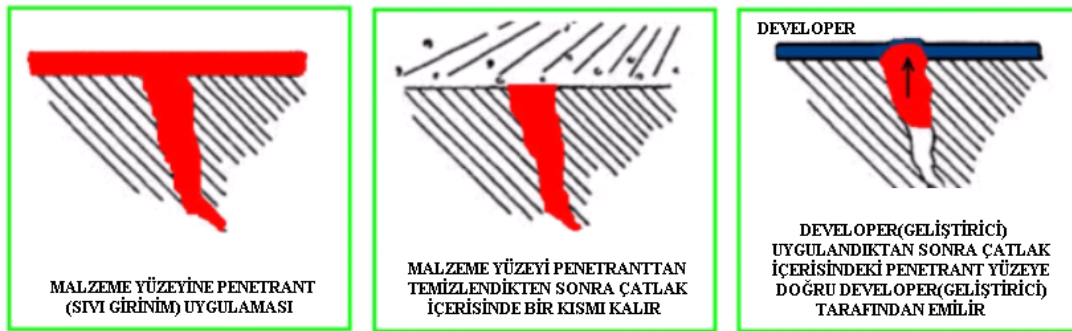 MALZEME YÜZEYİNE PENETRANT
(SIVI GİRİNİM) UYGULAMASI
MALZEME YÜZEYİ PENETRANTTAN
TEMİZLENDİKTEN SONRA ÇATLAK
İÇERİSİNDE BİR KISMI KALIR
DEVELOPER
DEVELOPER(GELİŞTİRİCİ)
UYGULANDIKTAN SONRA ÇATLAK
İÇERİSİNDEKİ PENETRANT YÜZEYE
DOĞRU DEVELOPER(GELİŞTİRİCİ)
TARAFINDAN EMİLİR